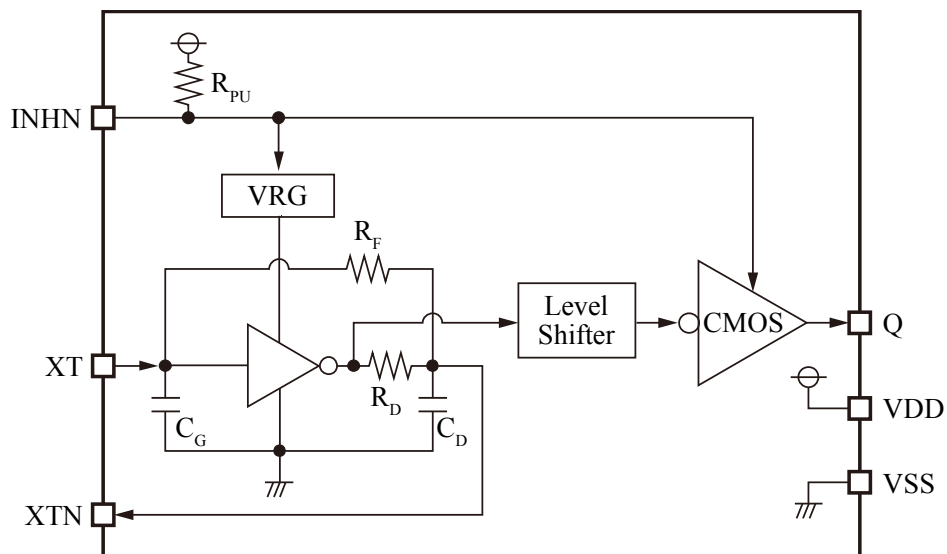 R_PU
INHN
VRG
R_F
Level
Shifter
CMOS
Q
XT
R_D
C_G
C_D
VDD
VSS
XTN